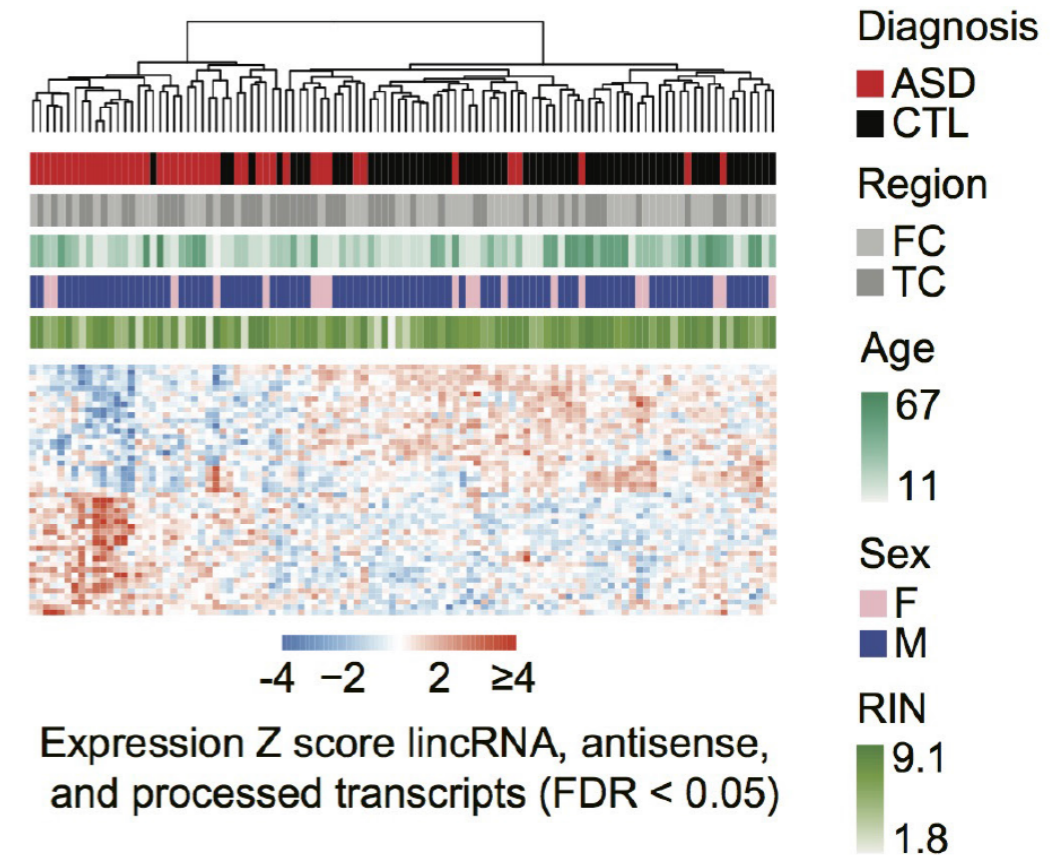 Diagnosis
ASD
CTL
Region
FC
TC
Age
67
11
Sex
F
M
RIN
9.1
1.8
-4 −2 2 ≥4
Expression Z score lincRNA, antisense,
and processed transcripts (FDR < 0.05)